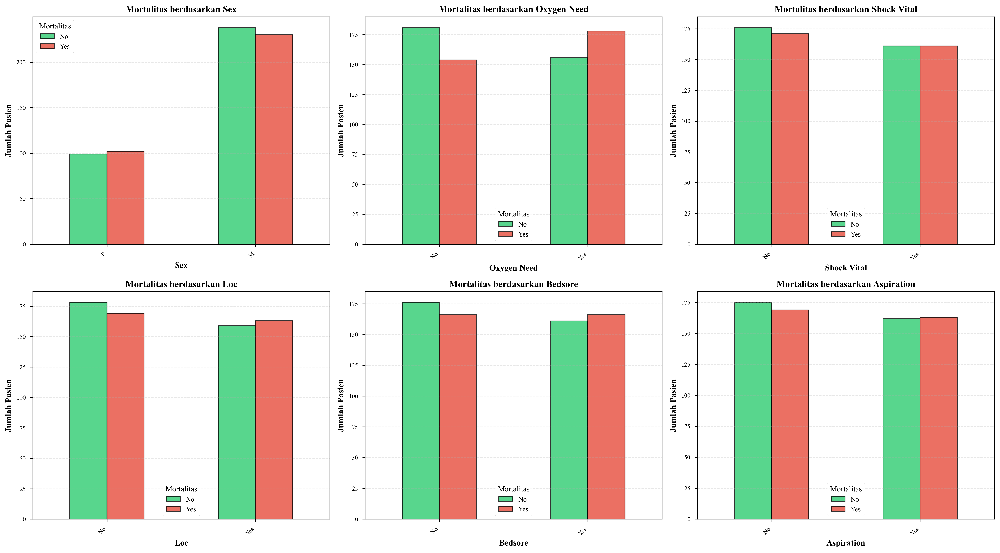 Mortalitas berdasarkan Sex
Mortalitas
No
Yes
Jumlah Pasien
200
150
100
50
0
F
M
Sex
Mortalitas berdasarkan Oxygen Need
Jumlah Pasien
175
150
125
100
75
50
25
0
Mortalitas
No
Yes
No
Yes
Oxygen Need
Mortalitas berdasarkan Shock Vital
Jumlah Pasien
175
150
125
100
75
50
25
0
Mortalitas
No
Yes
No
Yes
Shock Vital
Mortalitas berdasarkan Loc
Jumlah Pasien
175
150
125
100
75
50
25
0
Mortalitas
No
Yes
No
Yes
Loc
Mortalitas berdasarkan Bedsore
Jumlah Pasien
175
150
125
100
75
50
25
0
Mortalitas
No
Yes
No
Yes
Bedsore
Mortalitas berdasarkan Aspiration
Jumlah Pasien
175
150
125
100
75
50
25
0
Mortalitas
No
Yes
No
Yes
Aspiration